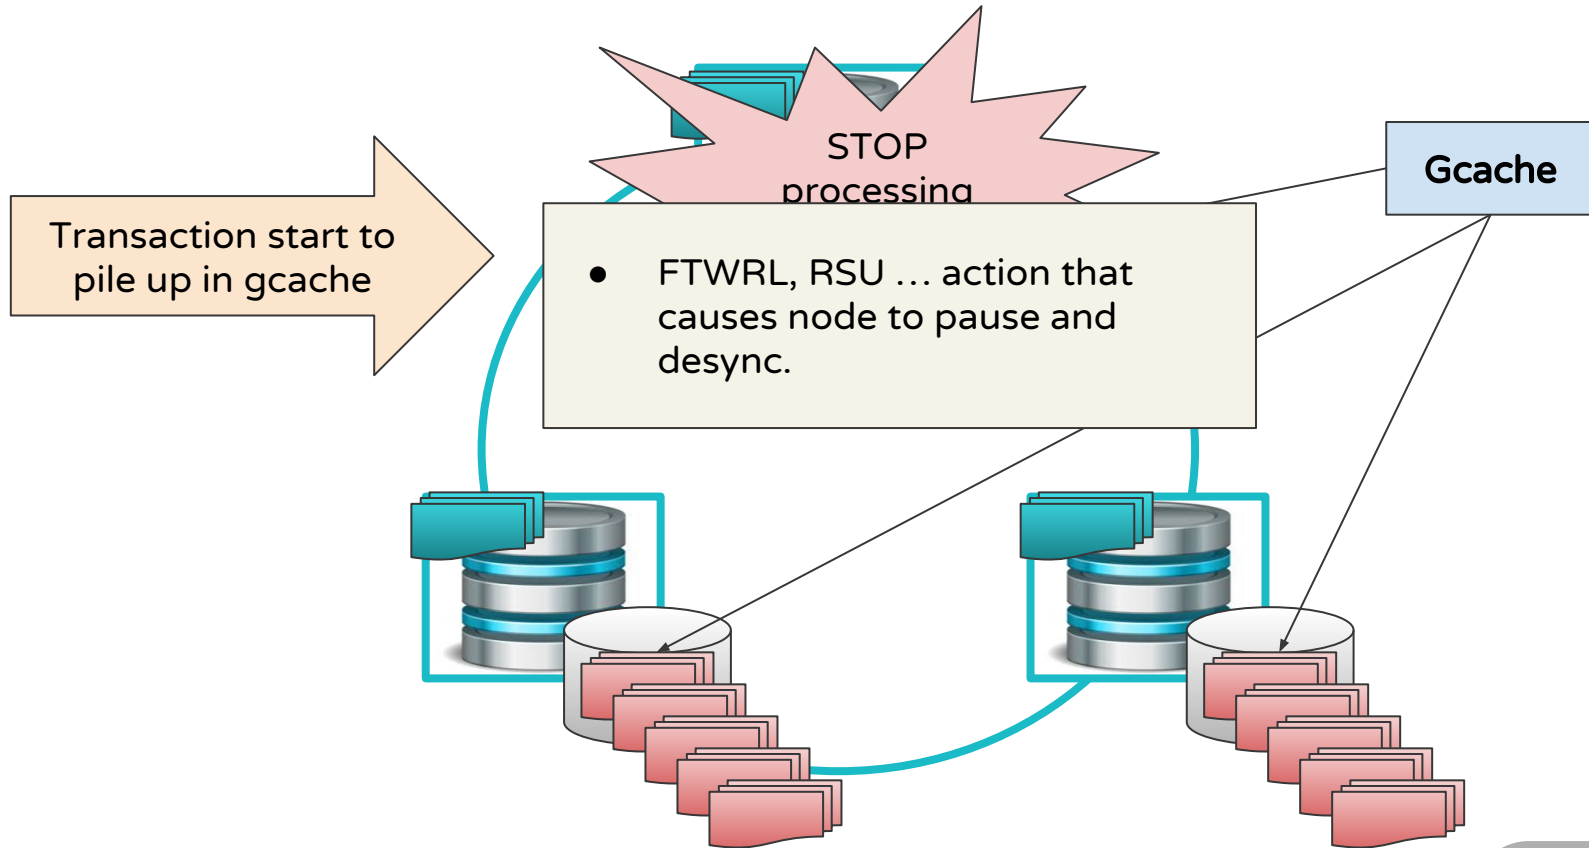 STOP
processing
Gcache
Transaction start to
pile up in gcache
● FTWRL, RSU … action that
causes node to pause and
desync.